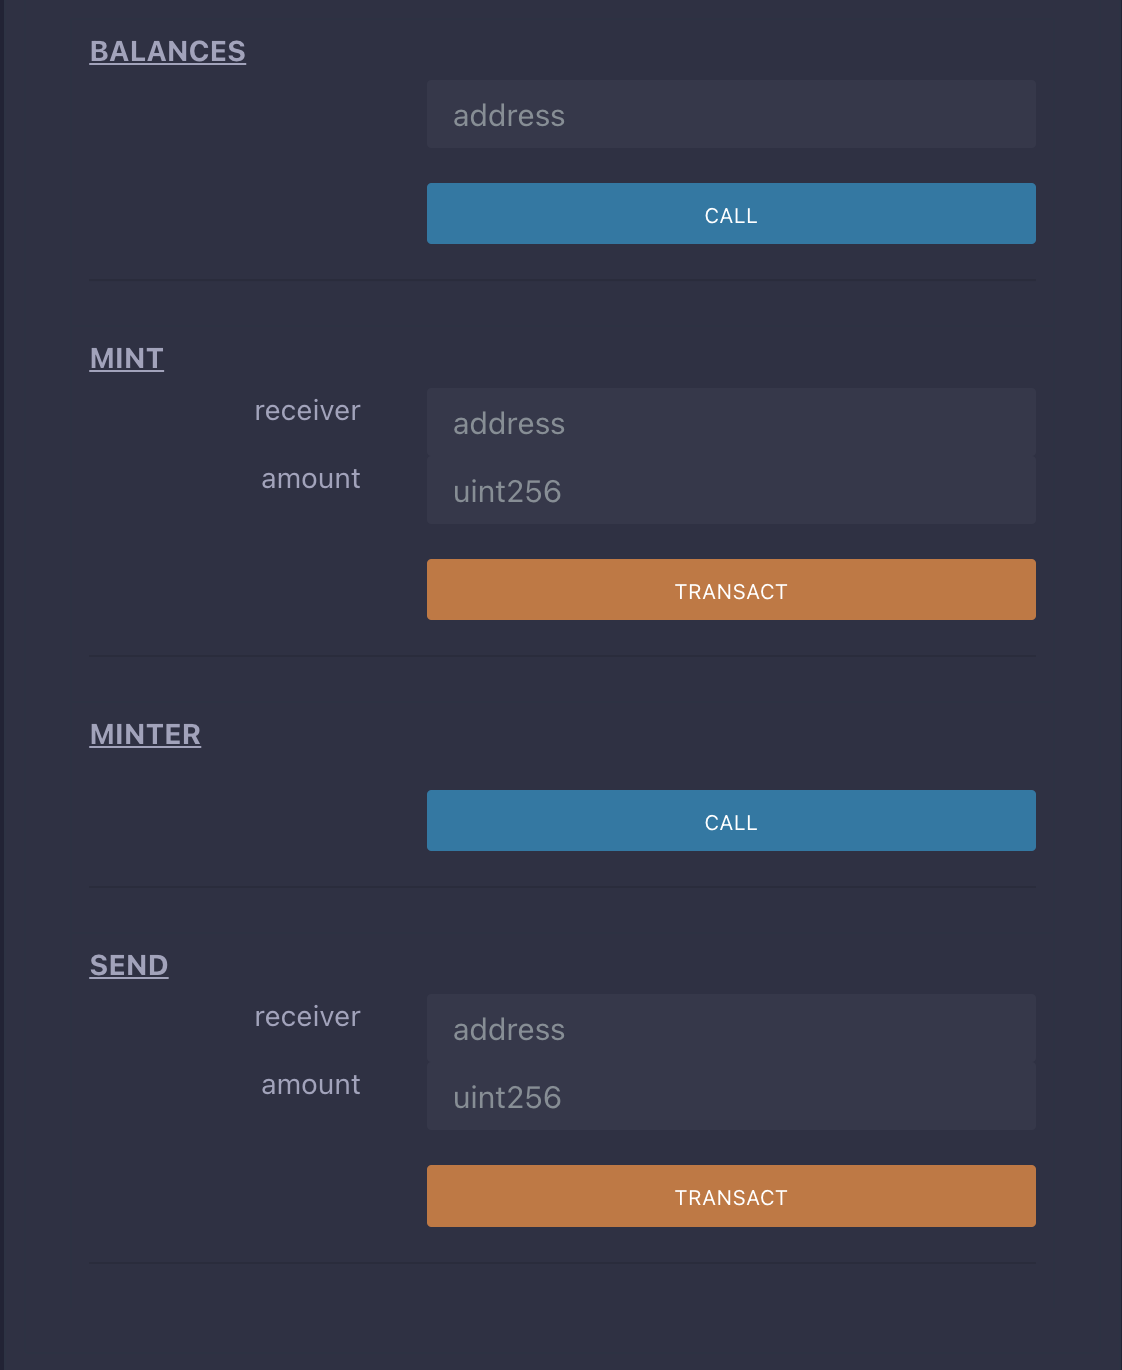 BALANCES
address
CALL
MINT
receiver address
amount uint256
TRANSACT
MINTER
CALL
SEND
receiver address
amount uint256
TRANSACT